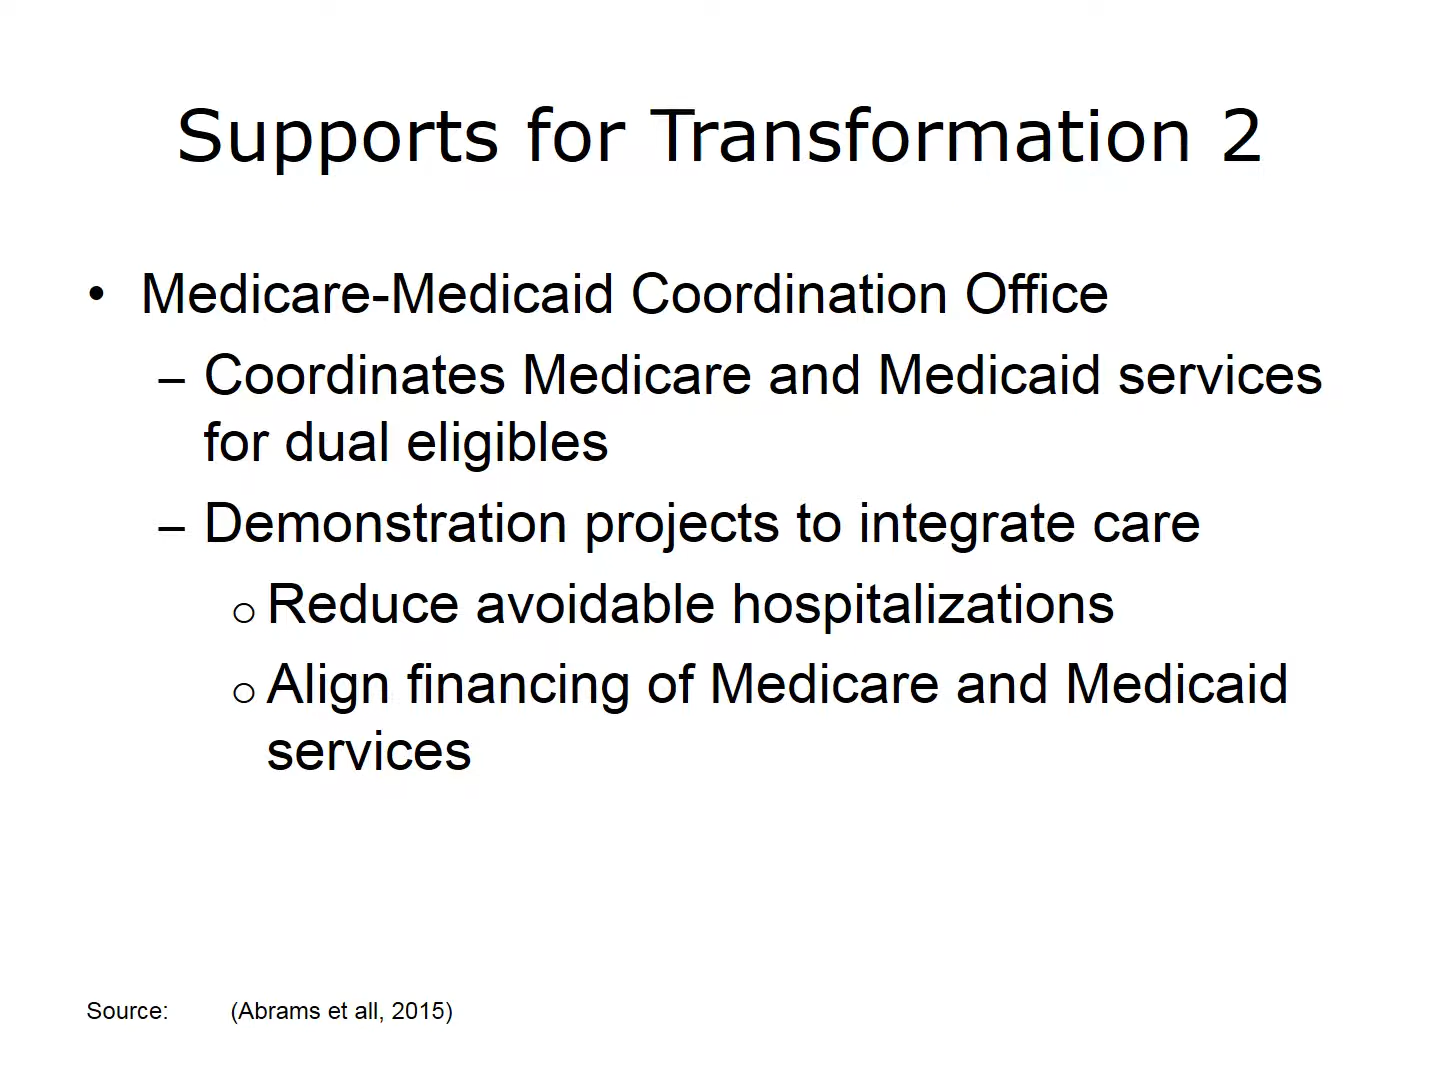 Supports for Transformation 2
• Medicare-Medicaid Coordination Office
– Coordinates Medicare and Medicaid services
for dual eligibles
– Demonstration projects to integrate care
o Reduce avoidable hospitalizations
o Align financing of Medicare and Medicaid
services
Source: (Abrams et all, 2015)